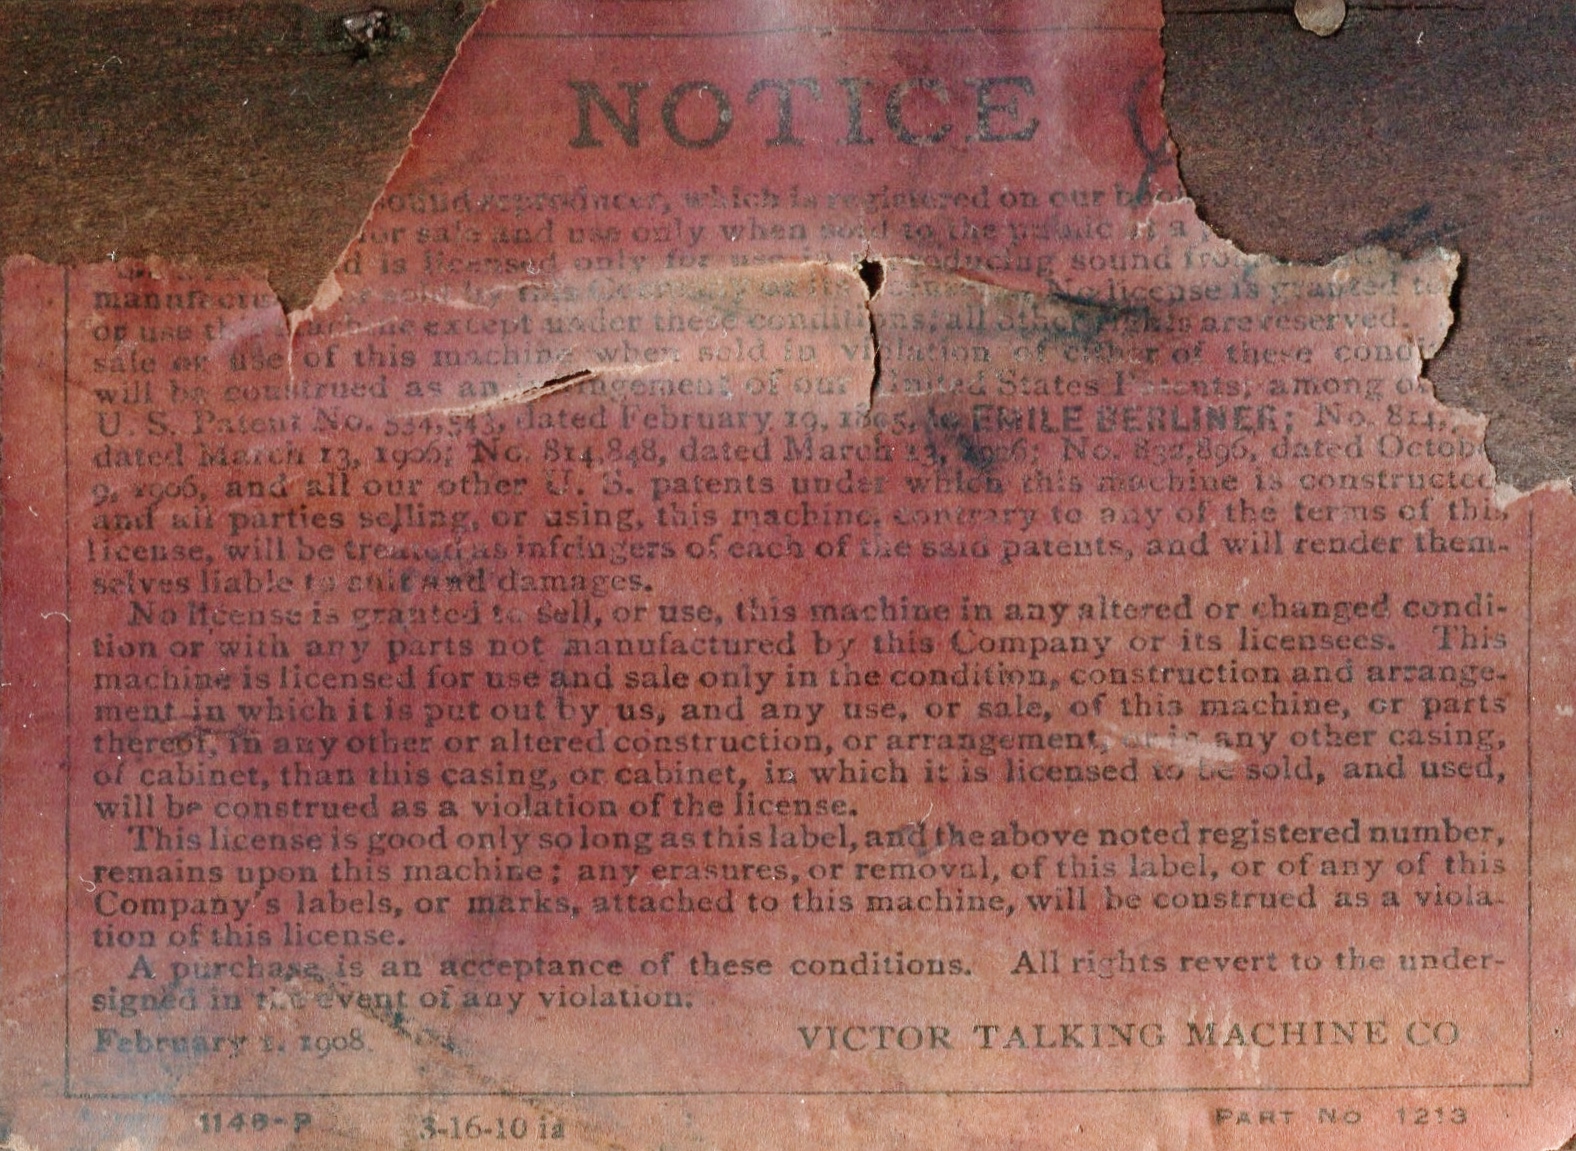 NOTICE
sound reproducer, which is registered on our
for sale and use only when sold to the public at a
d is licensed only for use in producing sound from
sold by this Company or its No license is granted to
or use this machine except under these conditions; all other rights are reserved.
sale or use of this machine when sold in violation of either of these condi
will be construed as an ngement of our United States Patents; among
U. S. Patent No. 534,543, dated February 19, 1895, to EMILE BERLINER; No. 814,
dated March 13, 1906; No. 814,848, dated March 13, 1906; No. 832,896, dated Octobe
9, 1906, and all our other U. S. patents under which this machine is constructed
and all parties selling, or using, this machine, contrary to any of the terms of this
license, will be treated as infringers of each of the said patents, and will render them-
selves liable to suit and damages.
No license is granted to sell, or use, this machine in any altered or changed condi-
tion or with any parts not manufactured by this Company or its licensees. This
machine is licensed for use and sale only in the condition, construction and arrange-
ment in which it is put out by us, and any use, or sale, of this machine, or parts
thereof, in any other or altered construction, or arrangement, or in any other casing,
of cabinet, than this casing, or cabinet, in which it is licensed to be sold, and used,
will be construed as a violation of the license.
This license is good only so long as this label, and the above noted registered number,
remains upon this machine; any erasures, or removal, of this label, or of any of this
Company's labels, or marks, attached to this machine, will be construed as a viola-
tion of this license.
A purchase is an acceptance of these conditions. All rights revert to the under-
signed in the event of any violation.
February 1, 1908.
VICTOR TALKING MACHINE CO
1146-P 3-16-10 PART NO 1213